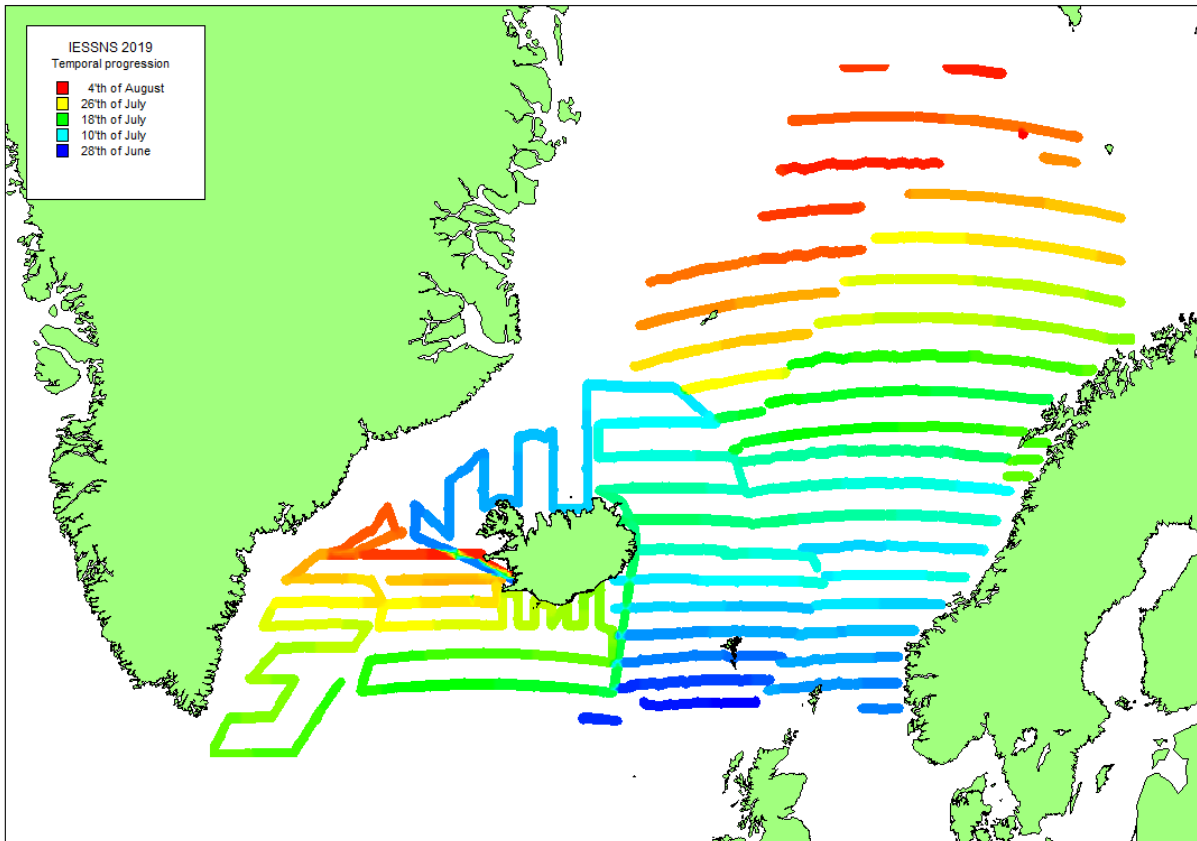 IESSNS 2019
Temporal progression
4'th of August
26'th of July
18'th of July
10'th of July
28'th of June